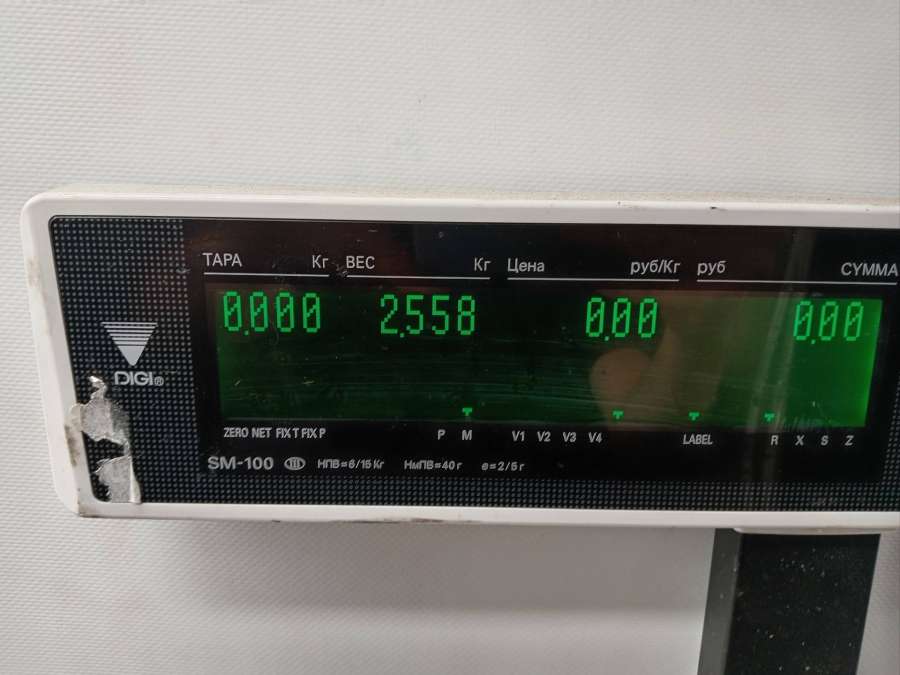 ТАРА Кг ВЕС Кг Цена руб/Кг руб СУММА
0,000 2,558 0,00 0,00
DIGI®
ZERO NET FIX T FIX P P M V1 V2 V3 V4 LABEL R X S Z
SM-100 III НПВ=6/15 Кг НмПВ=40 г e=2/5 г